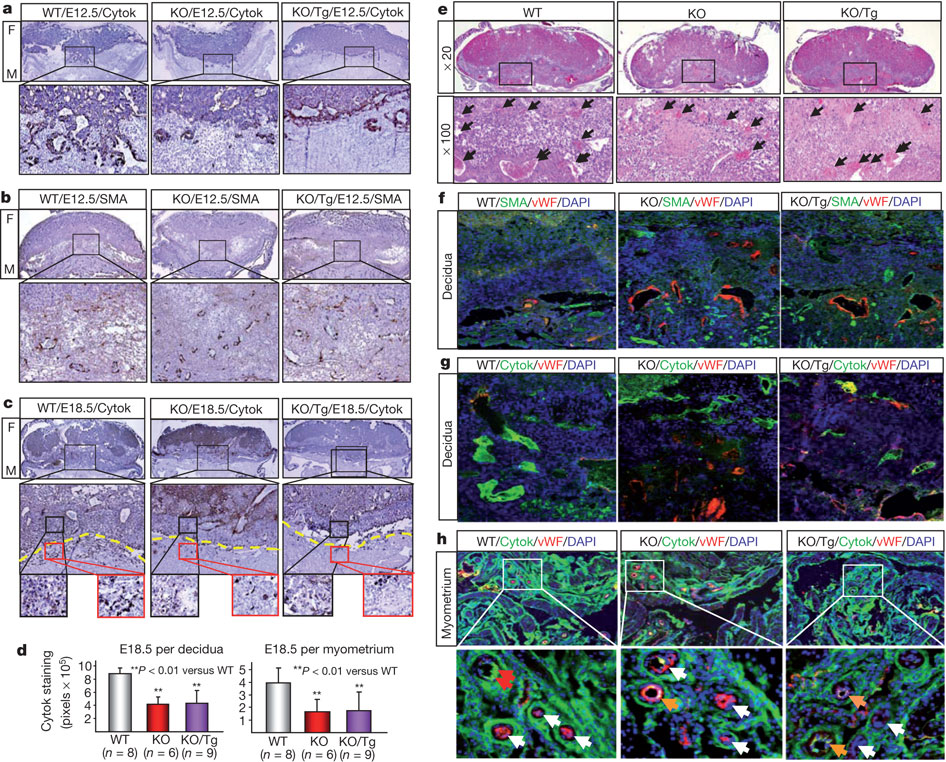 a
WT/E12.5/Cytok KO/E12.5/Cytok KO/Tg/E12.5/Cytok
F
M
b
WT/E12.5/SMA KO/E12.5/SMA KO/Tg/E12.5/SMA
F
M
c
WT/E18.5/Cytok KO/E18.5/Cytok KO/Tg/E18.5/Cytok
F
M
d
E18.5 per decidua
Cytok staining
(pixels × 10⁵)
10
8
6
4
2
**P < 0.01 versus WT
** **
WT KO KO/Tg
(n = 8) (n = 6) (n = 9)
E18.5 per myometrium
5
4
3
2
1
**P < 0.01 versus WT
** **
WT KO KO/Tg
(n = 8) (n = 6) (n = 9)
e
WT KO KO/Tg
× 20
× 100
f
WT/SMA/vWF/DAPI KO/SMA/vWF/DAPI KO/Tg/SMA/vWF/DAPI
Decidua
g
WT/Cytok/vWF/DAPI KO/Cytok/vWF/DAPI KO/Tg/Cytok/vWF/DAPI
Decidua
h
WT/Cytok/vWF/DAPI KO/Cytok/vWF/DAPI KO/Tg/Cytok/vWF/DAPI
Myometrium